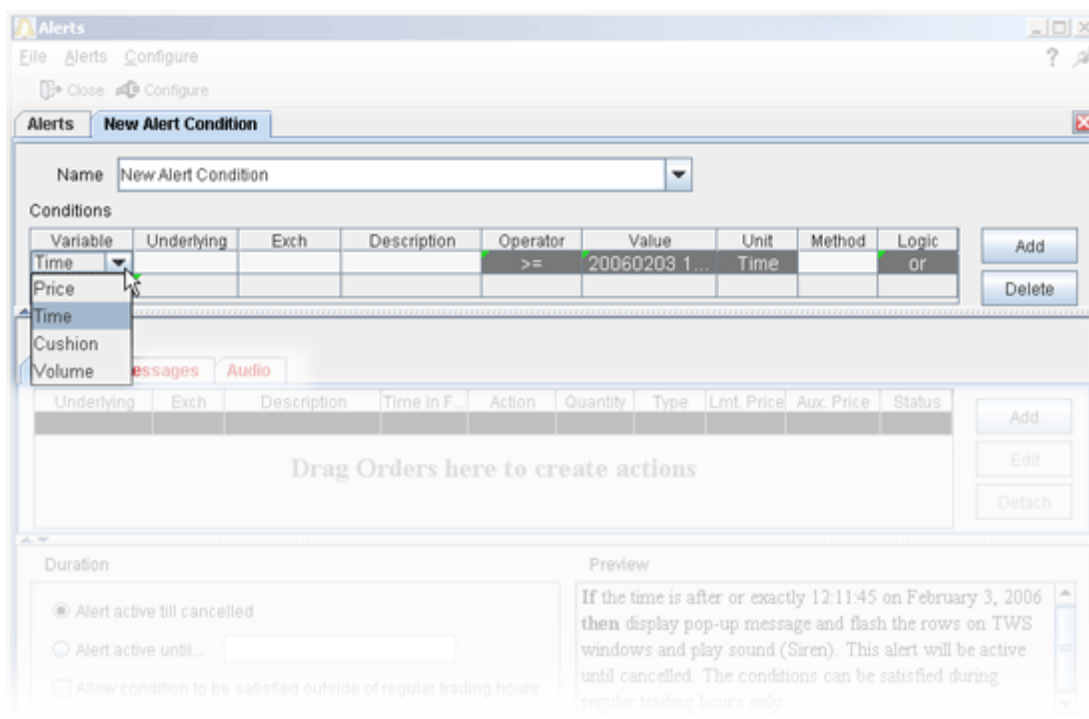 Alerts
File Alerts Configure ?
Close Configure
Alerts New Alert Condition
Name New Alert Condition
Conditions
Variable Underlying Exch Description Operator Value Unit Method Logic
Time >= 20060203 1... Time or
Add
Price
Delete
Time
Cushion
Volume essages Audio
Underlying Exch Description Time in F... Action Quantity Type Lmt. Price Aux. Price Status
Add
Drag Orders here to create actions
Edit
Detach
Duration
Alert active till cancelled
Alert active until...
Allow condition to be satisfied outside of regular trading hours
Preview
If the time is after or exactly 12:11:45 on February 3, 2006
then display pop-up message and flash the rows on TWS
windows and play sound (Siren). This alert will be active
until cancelled. The conditions can be satisfied during
regular trading hours only.